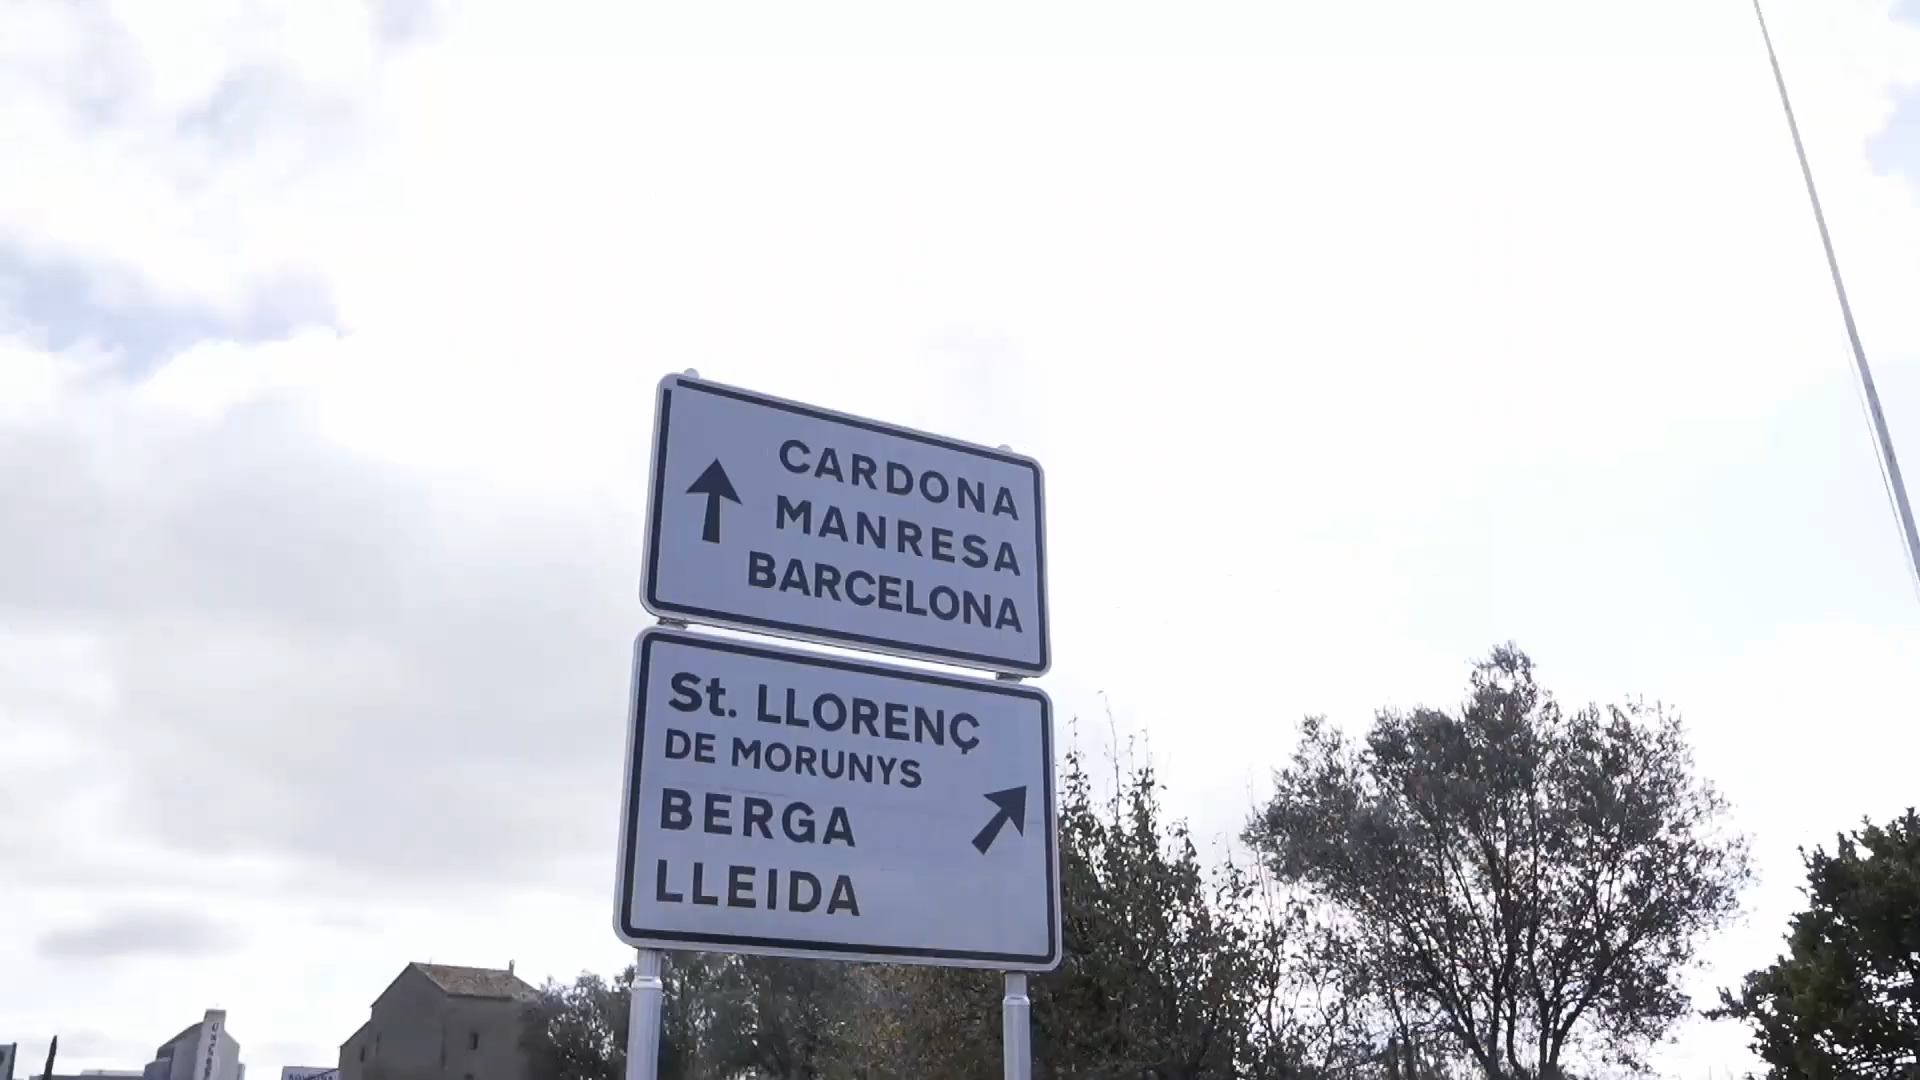 CARDONA
MANRESA
BARCELONA
St. LLORENÇ
DE MORUNYS
BERGA
LLEIDA